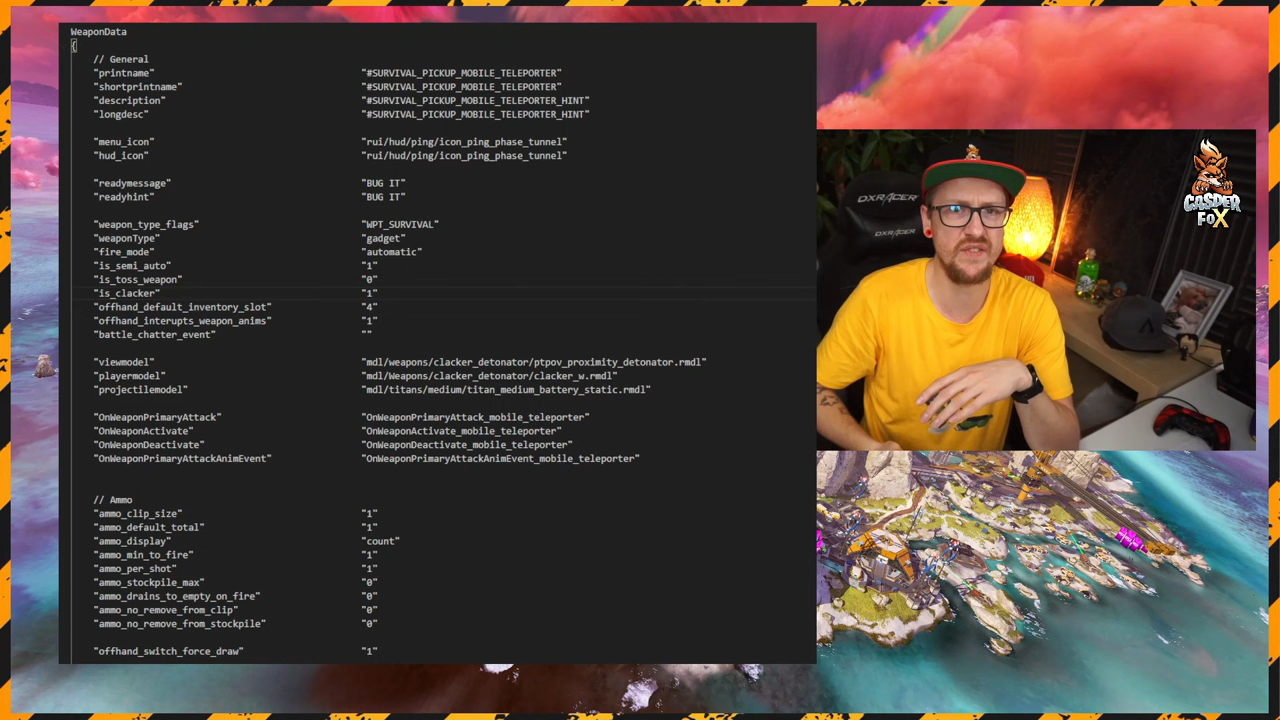 WeaponData
{
// General
"printname" "#SURVIVAL_PICKUP_MOBILE_TELEPORTER"
"shortprintname" "#SURVIVAL_PICKUP_MOBILE_TELEPORTER"
"description" "#SURVIVAL_PICKUP_MOBILE_TELEPORTER_HINT"
"longdesc" "#SURVIVAL_PICKUP_MOBILE_TELEPORTER_HINT"
"menu_icon" "rui/hud/ping/icon_ping_phase_tunnel"
"hud_icon" "rui/hud/ping/icon_ping_phase_tunnel"
"readymessage" "BUG IT"
"readyhint" "BUG IT"
"weapon_type_flags" "WPT_SURVIVAL"
"weaponType" "gadget"
"fire_mode" "automatic"
"is_semi_auto" "1"
"is_toss_weapon" "0"
"is_clacker" "1"
"offhand_default_inventory_slot" "4"
"offhand_interupts_weapon_anims" "1"
"battle_chatter_event" ""
"viewmodel" "mdl/weapons/clacker_detonator/ptpov_proximity_detonator.rmdl"
"playermodel" "mdl/Weapons/clacker_detonator/clacker_w.rmdl"
"projectilemodel" "mdl/titans/medium/titan_medium_battery_static.rmdl"
"OnWeaponPrimaryAttack" "OnWeaponPrimaryAttack_mobile_teleporter"
"OnWeaponActivate" "OnWeaponActivate_mobile_teleporter"
"OnWeaponDeactivate" "OnWeaponDeactivate_mobile_teleporter"
"OnWeaponPrimaryAttackAnimEvent" "OnWeaponPrimaryAttackAnimEvent_mobile_teleporter"
// Ammo
"ammo_clip_size" "1"
"ammo_default_total" "1"
"ammo_display" "count"
"ammo_min_to_fire" "1"
"ammo_per_shot" "1"
"ammo_stockpile_max" "0"
"ammo_drains_to_empty_on_fire" "0"
"ammo_no_remove_from_clip" "0"
"ammo_no_remove_from_stockpile" "0"
"offhand_switch_force_draw" "1"
DXRACER
DXRACER
CASPER
FOX